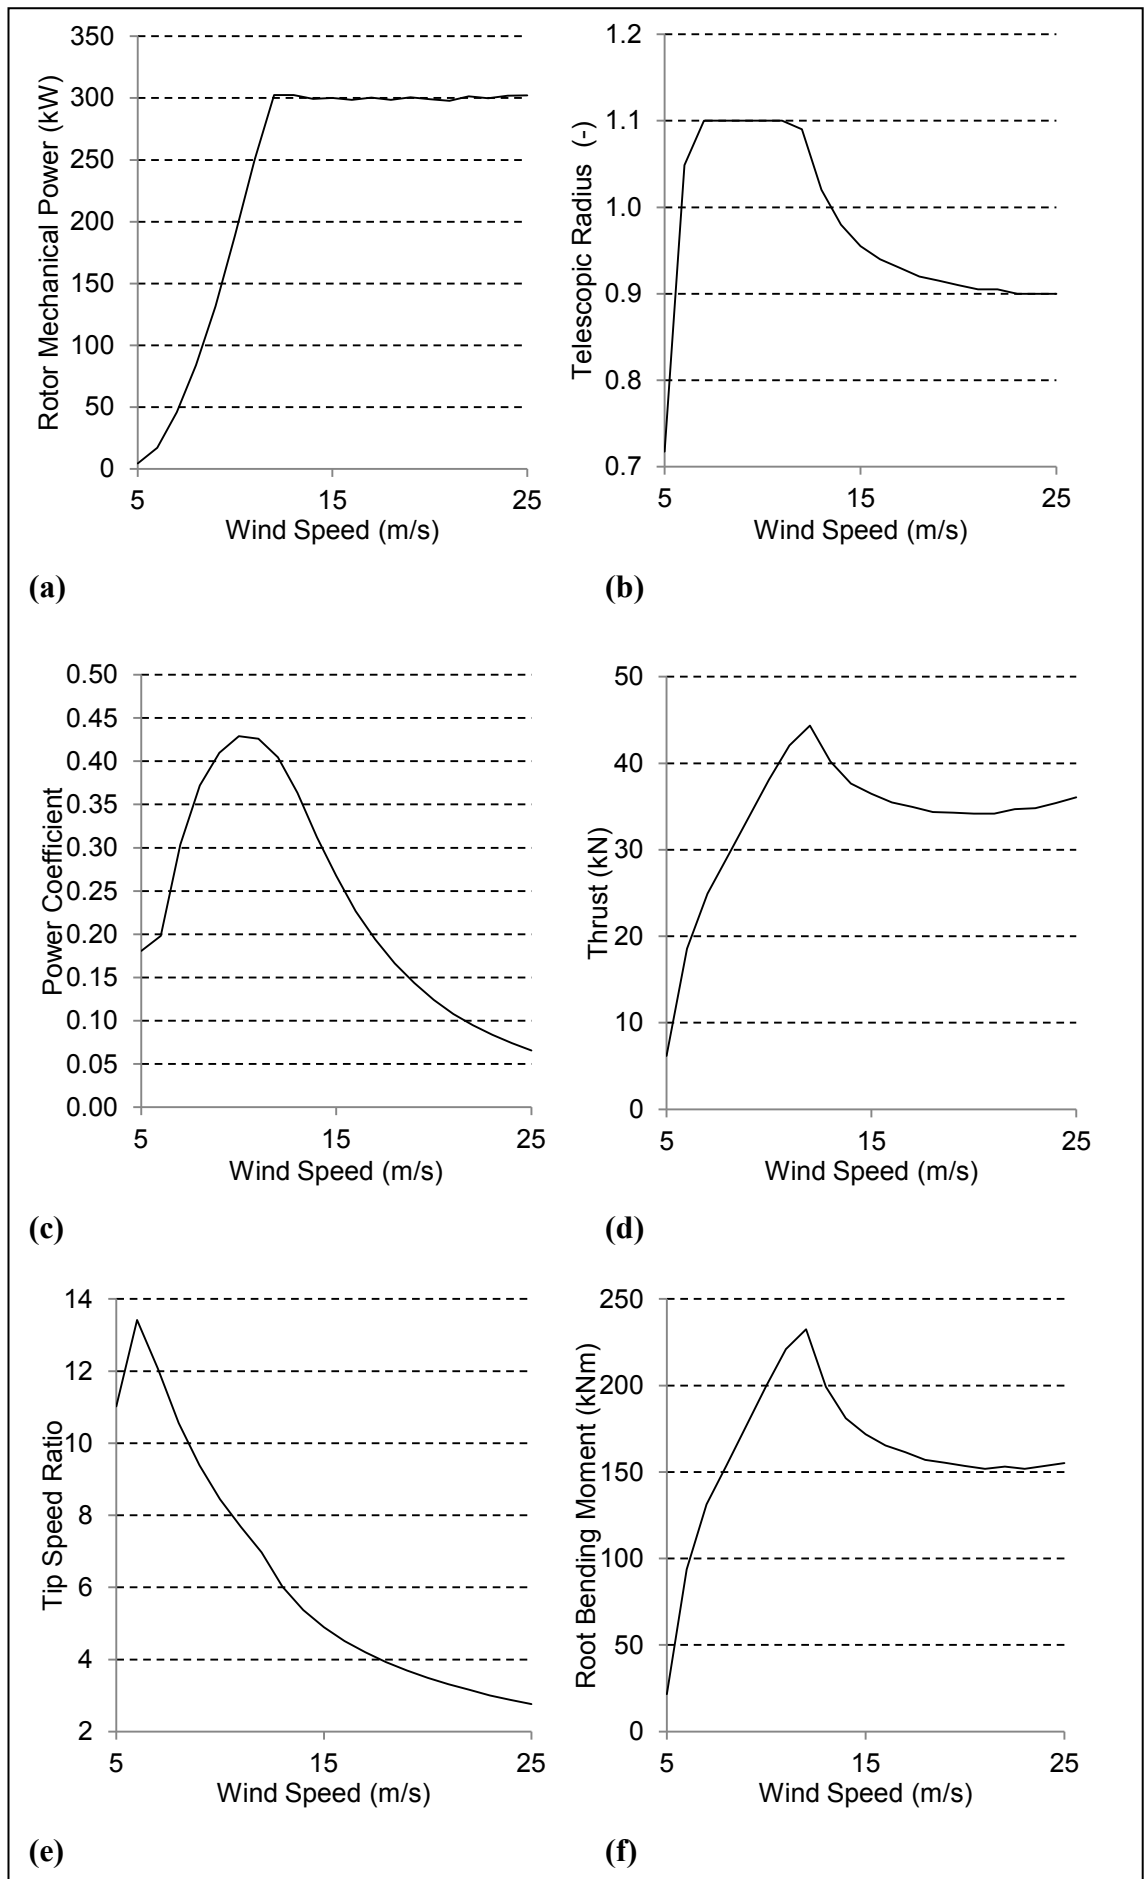 Rotor Mechanical Power (kW)
350
300
250
200
150
100
50
0
5 15 25
Wind Speed (m/s)
(a)
Telescopic Radius (-)
1.2
1.1
1.0
0.9
0.8
0.7
5 15 25
Wind Speed (m/s)
(b)
Power Coefficient
0.50
0.45
0.40
0.35
0.30
0.25
0.20
0.15
0.10
0.05
0.00
5 15 25
Wind Speed (m/s)
(c)
Thrust (kN)
50
40
30
20
10
0
5 15 25
Wind Speed (m/s)
(d)
Tip Speed Ratio
14
12
10
8
6
4
2
5 15 25
Wind Speed (m/s)
(e)
Root Bending Moment (kNm)
250
200
150
100
50
0
5 15 25
Wind Speed (m/s)
(f)